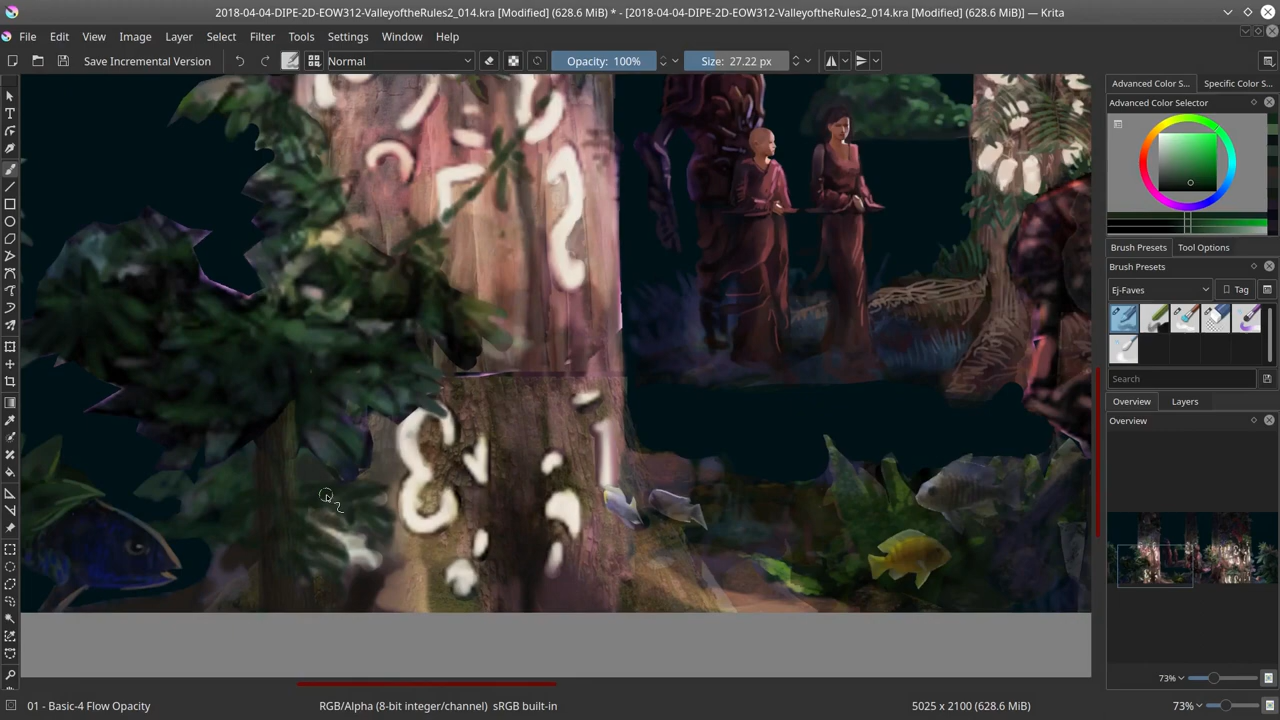 2018-04-04-DIPE-2D-EOW312-ValleyoftheRules2_014.kra [Modified] (628.6 MiB) * - [2018-04-04-DIPE-2D-EOW312-ValleyoftheRules2_014.kra [Modified] (628.6 MiB)] — Krita
File Edit View Image Layer Select Filter Tools Settings Window Help
Save Incremental Version Normal Opacity: 100% Size: 27.22 px
Advanced Color S... Specific Color S...
Advanced Color Selector
Brush Presets Tool Options
Brush Presets
Ej-Faves Tag
Search
Overview Layers
Overview
73%
01 - Basic-4 Flow Opacity RGB/Alpha (8-bit integer/channel) sRGB built-in 5025 x 2100 (628.6 MiB) 73%